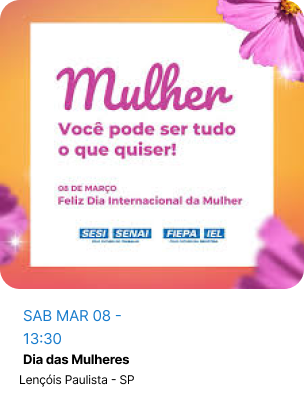 Mulher
Você pode ser tudo
o que quiser!
08 DE MARÇO
Feliz Dia Internacional da Mulher
SESI SENAI FIEPA IEL
SAB MAR 08 -
13:30
Dia das Mulheres
Lençóis Paulista - SP